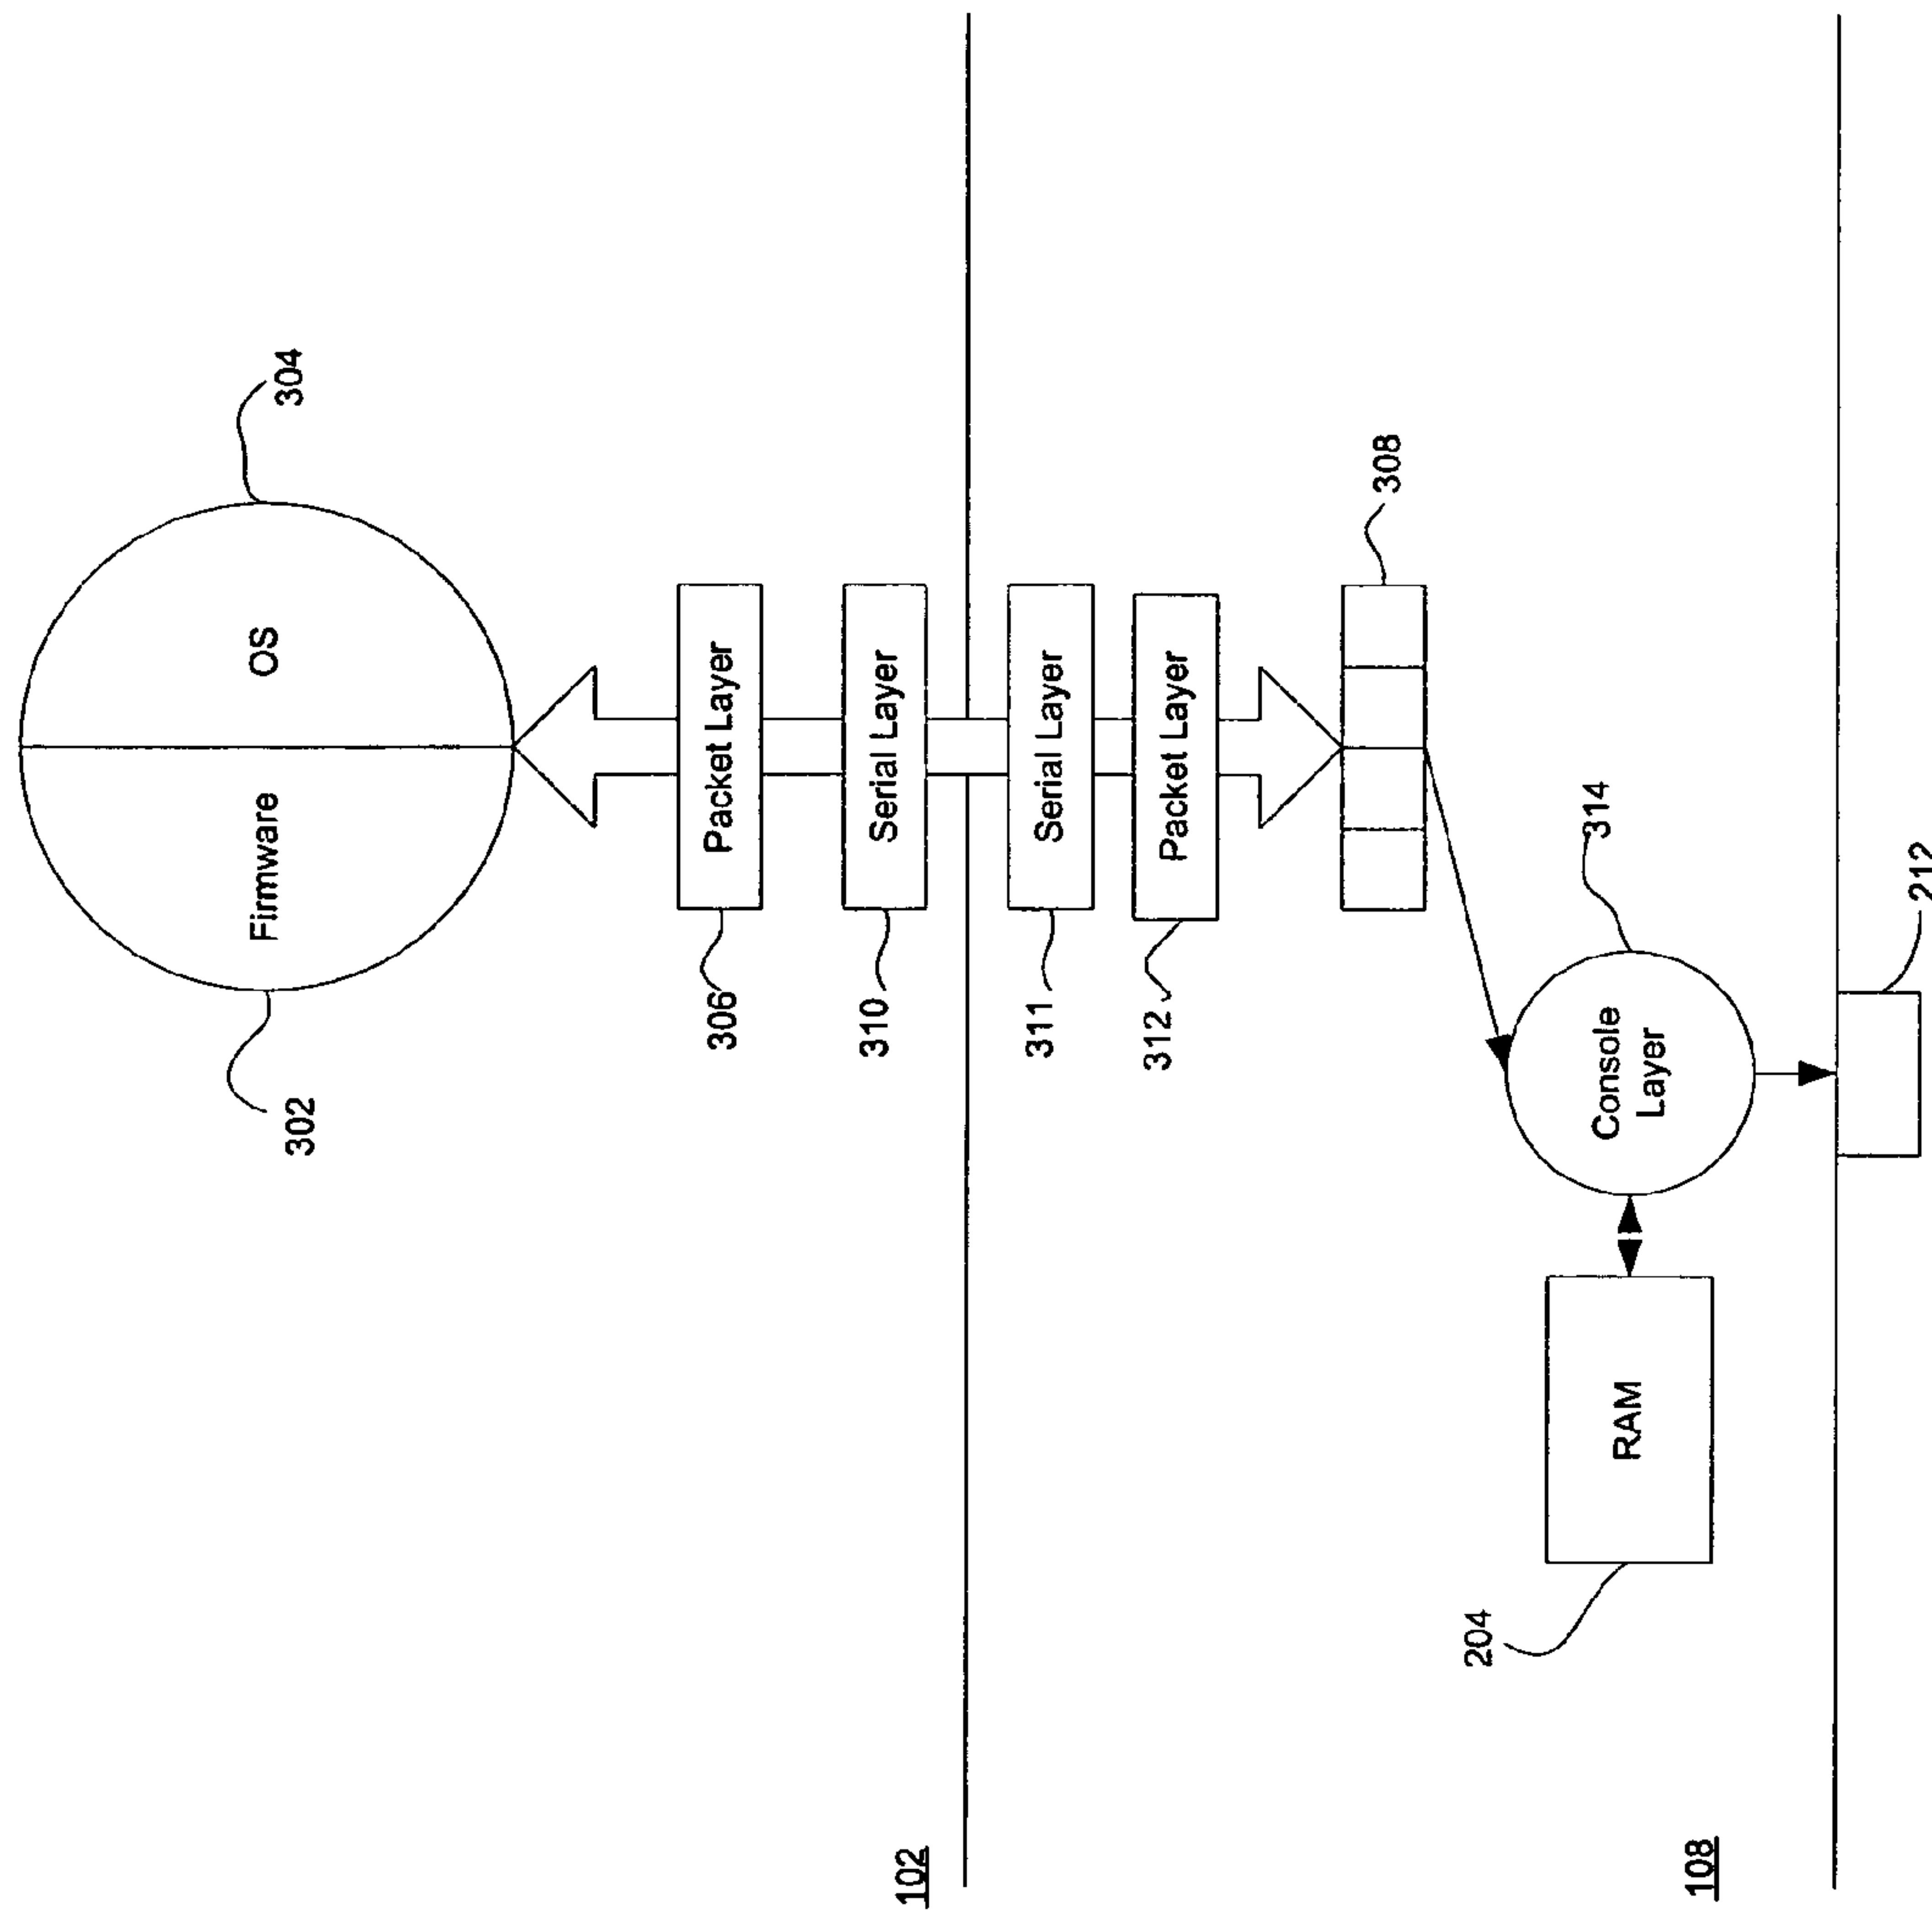 304
OS
Firmware
302
Packet Layer
306
Serial Layer
310
102
Serial Layer
311
Packet Layer
312
308
314
Console
Layer
RAM
204
108
212